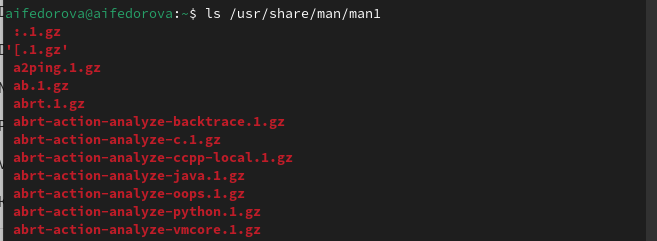 aifedorova@aifedorova:~$ ls /usr/share/man/man1
:.1.gz
'[.1.gz'
a2ping.1.gz
ab.1.gz
abrt.1.gz
abrt-action-analyze-backtrace.1.gz
abrt-action-analyze-c.1.gz
abrt-action-analyze-ccpp-local.1.gz
abrt-action-analyze-java.1.gz
abrt-action-analyze-oops.1.gz
abrt-action-analyze-python.1.gz
abrt-action-analyze-vmcore.1.gz